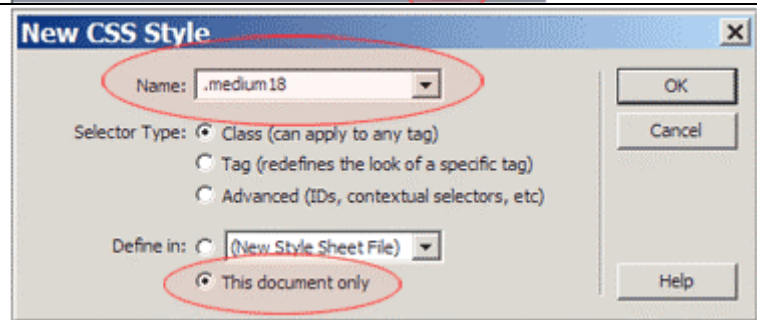 New CSS Style
Name: .medium18
OK
Selector Type: Class (can apply to any tag)
Cancel
Tag (redefines the look of a specific tag)
Advanced (IDs, contextual selectors, etc)
Define in: (New Style Sheet File)
This document only
Help